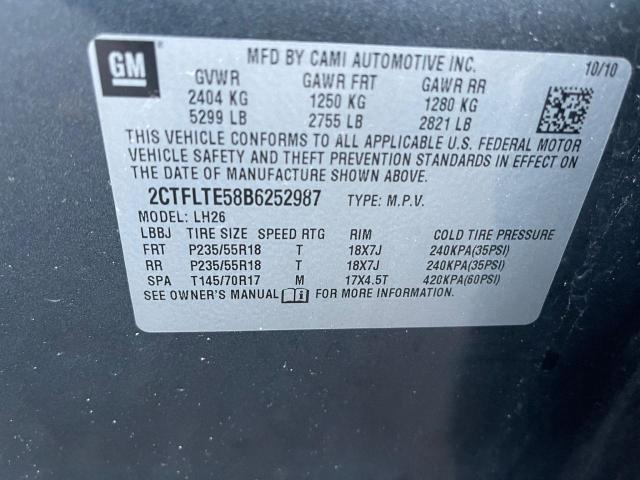 GM
MFD BY CAMI AUTOMOTIVE INC. 10/10
GVWR GAWR FRT GAWR RR
2404 KG 1250 KG 1280 KG
5299 LB 2755 LB 2821 LB
THIS VEHICLE CONFORMS TO ALL APPLICABLE U.S. FEDERAL MOTOR
VEHICLE SAFETY AND THEFT PREVENTION STANDARDS IN EFFECT ON
THE DATE OF MANUFACTURE SHOWN ABOVE.
2CTFLTE58B6252987 TYPE: M.P.V.
MODEL: LH26
LBBJ TIRE SIZE SPEED RTG RIM COLD TIRE PRESSURE
FRT P235/55R18 T 18X7J 240KPA(35PSI)
RR P235/55R18 T 18X7J 240KPA(35PSI)
SPA T145/70R17 M 17X4.5T 420KPA(60PSI)
SEE OWNER'S MANUAL FOR MORE INFORMATION.